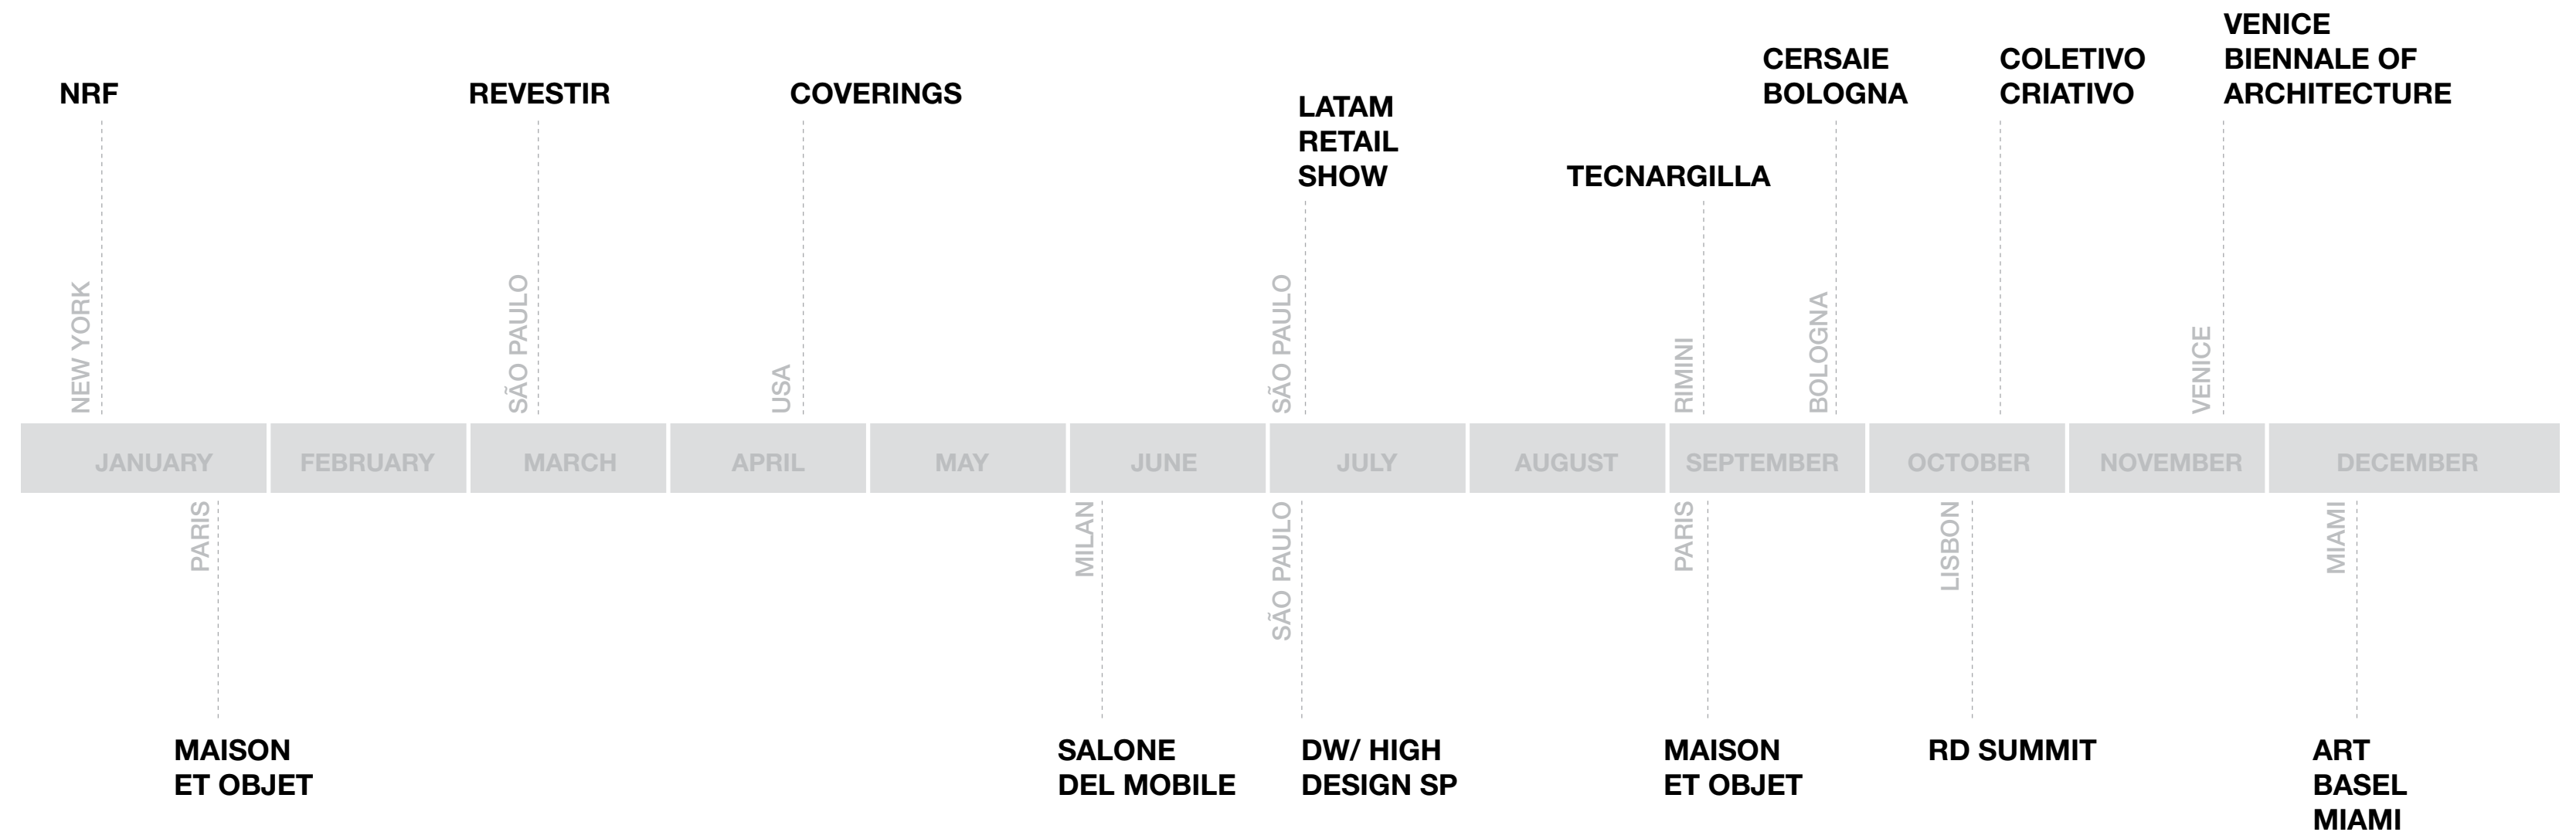 NRF
REVESTIR
COVERINGS
LATAM
RETAIL
SHOW
TECNARGILLA
CERSAIE
BOLOGNA
COLETIVO
CRIATIVO
VENICE
BIENNALE OF
ARCHITECTURE
NEW YORK
SÃO PAULO
USA
SÃO PAULO
RIMINI
BOLOGNA
VENICE
JANUARY
FEBRUARY
MARCH
APRIL
MAY
JUNE
JULY
AUGUST
SEPTEMBER
OCTOBER
NOVEMBER
DECEMBER
PARIS
MILAN
SÃO PAULO
PARIS
LISBON
MIAMI
MAISON
ET OBJET
SALONE
DEL MOBILE
DW/ HIGH
DESIGN SP
MAISON
ET OBJET
RD SUMMIT
ART
BASEL
MIAMI